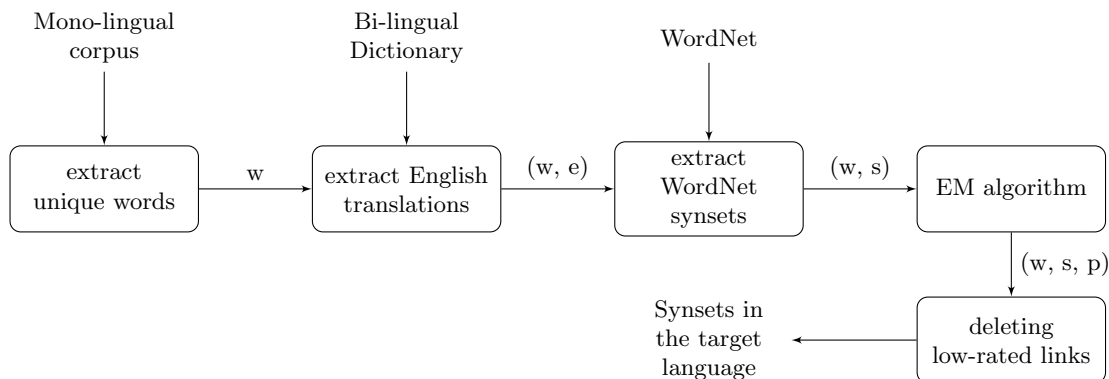 Mono-lingual
corpus
Bi-lingual
Dictionary
WordNet
extract
unique words
w
extract English
translations
(w, e)
extract
WordNet
synsets
(w, s)
EM algorithm
(w, s, p)
deleting
low-rated links
Synsets in
the target
language